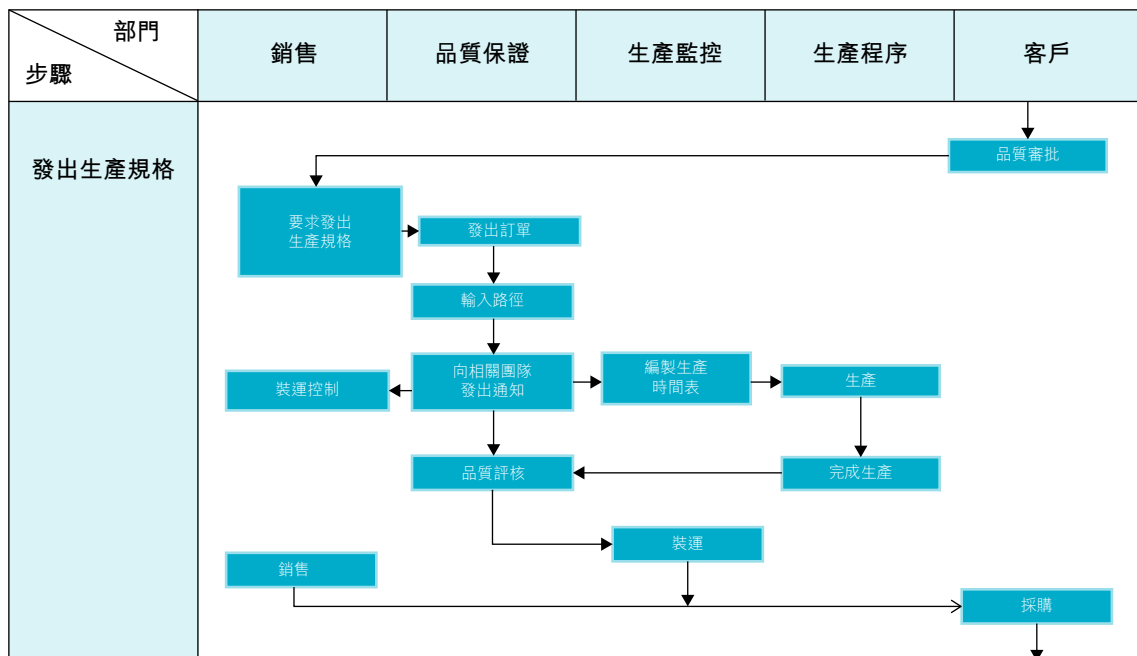 部門
步驟
銷售
品質保證
生產監控
生產程序
客戶
發出生產規格
品質審批
要求發出
生產規格
發出訂單
輸入路徑
裝運控制
向相關團隊
發出通知
編製生產
時間表
生產
品質評核
完成生產
裝運
銷售
採購